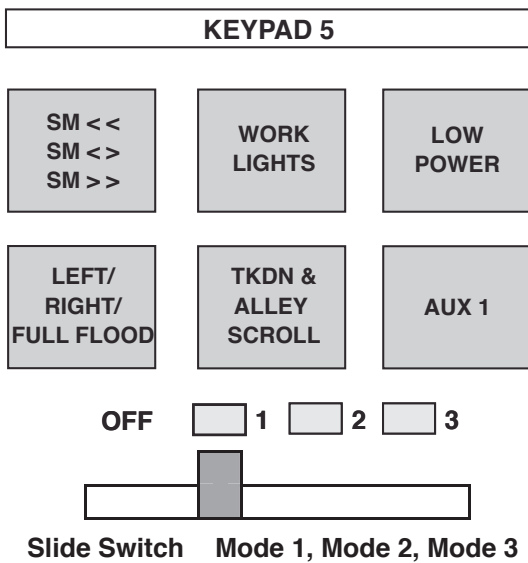 KEYPAD 5
SM < <
SM < >
SM > >
WORK
LIGHTS
LOW
POWER
LEFT/
RIGHT/
FULL FLOOD
TKDN &
ALLEY
SCROLL
AUX 1
OFF 1 2 3
Slide Switch Mode 1, Mode 2, Mode 3